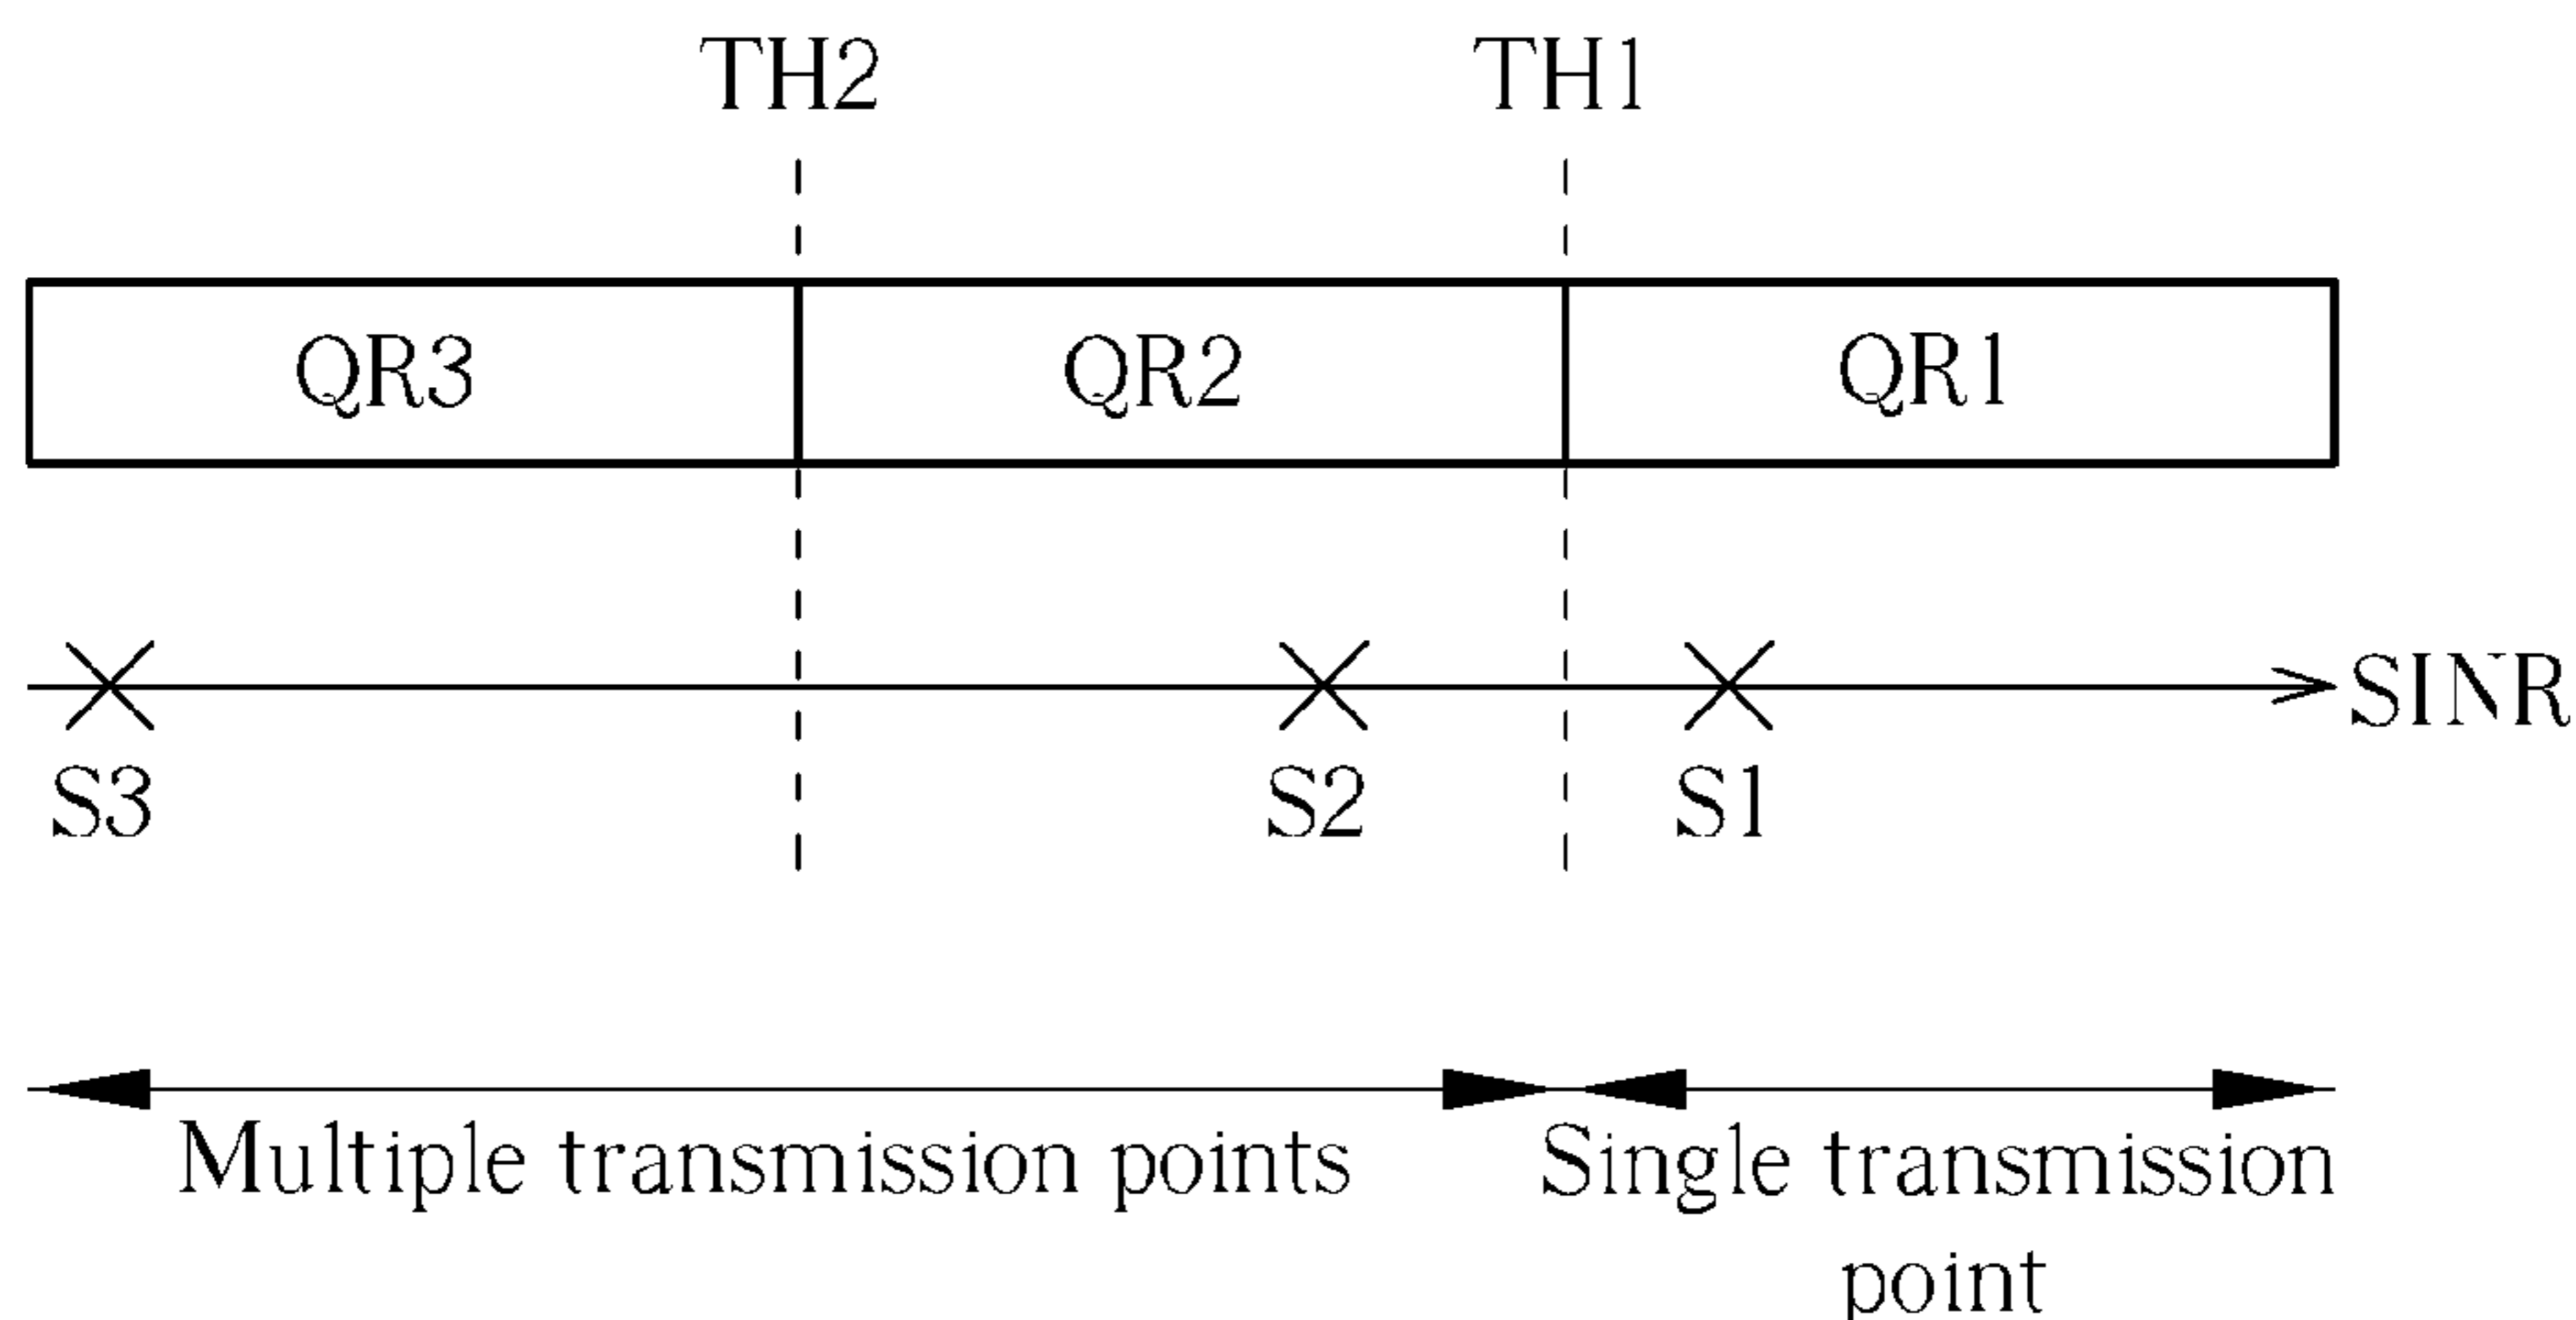 TH2 TH1
QR3 QR2 QR1
SINR
S3 S2 S1
Multiple transmission points
Single transmission
point